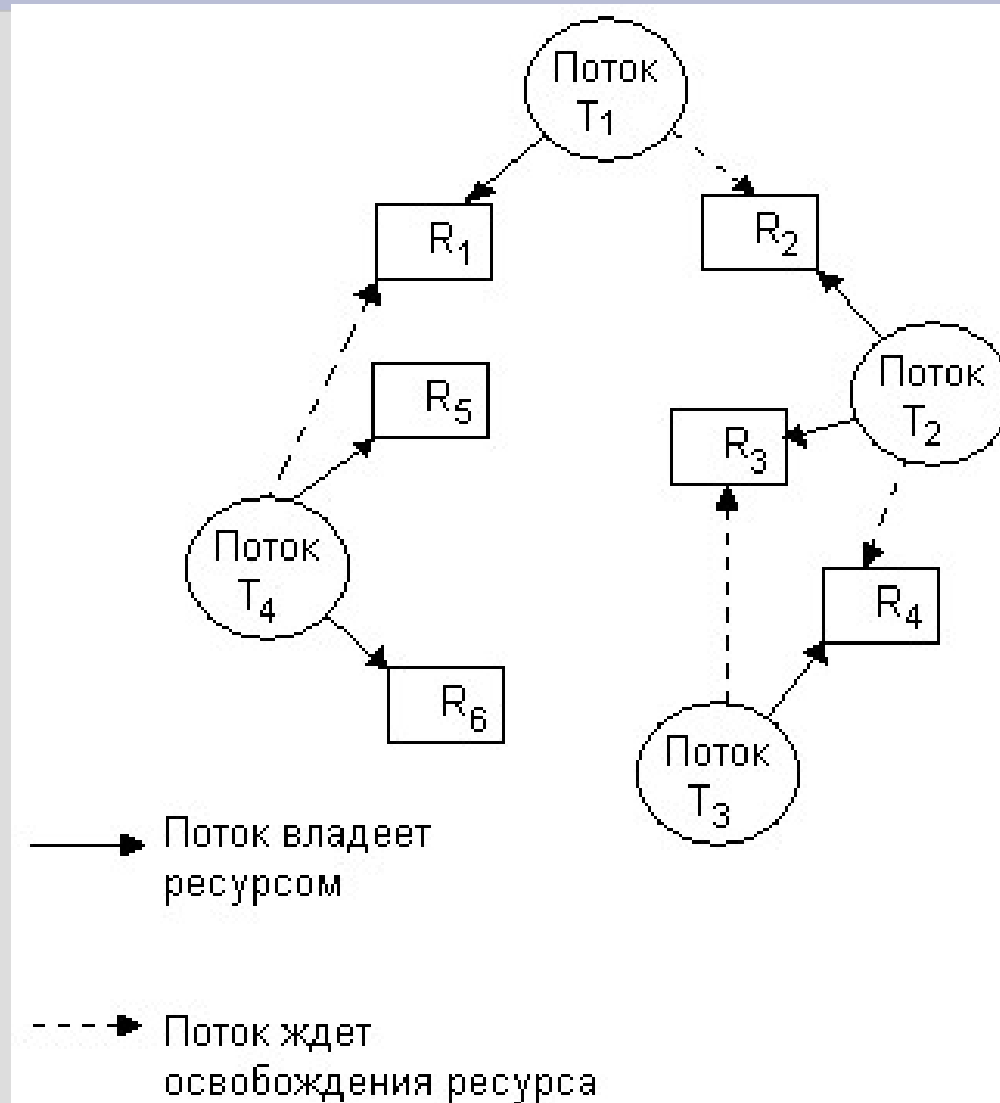 Поток
T1
R1
R2
R5
Поток
T2
R3
Поток
T4
R4
R6
Поток
T3
Поток владеет
ресурсом
Поток ждет
освобождения ресурса